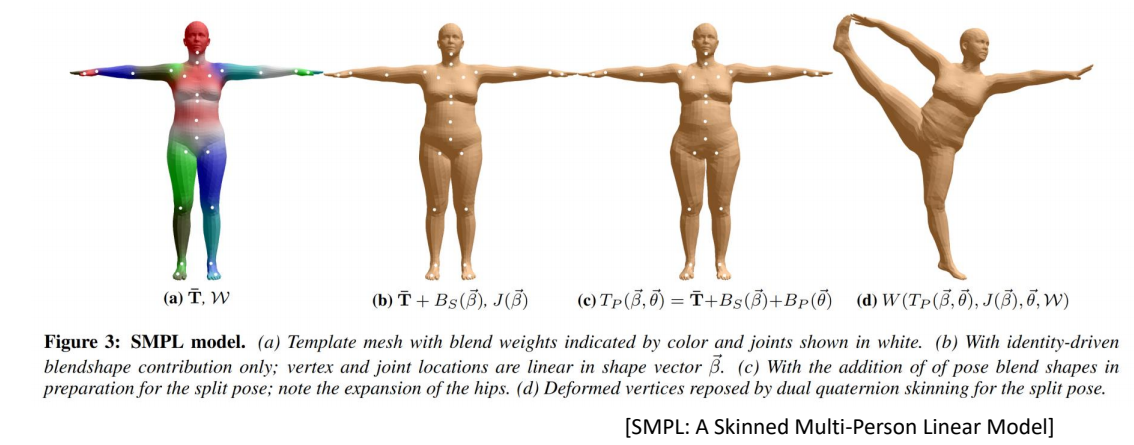 (a) T̄, 𝒲
(b) T̄ + B_S(β⃗), J(β⃗)
(c) T_P(β⃗, θ⃗) = T̄+B_S(β⃗)+B_P(θ⃗)
(d) W(T_P(β⃗, θ⃗), J(β⃗), θ⃗, 𝒲)
Figure 3: SMPL model. (a) Template mesh with blend weights indicated by color and joints shown in white. (b) With identity-driven
blendshape contribution only; vertex and joint locations are linear in shape vector β⃗. (c) With the addition of of pose blend shapes in
preparation for the split pose; note the expansion of the hips. (d) Deformed vertices reposed by dual quaternion skinning for the split pose.
[SMPL: A Skinned Multi-Person Linear Model]